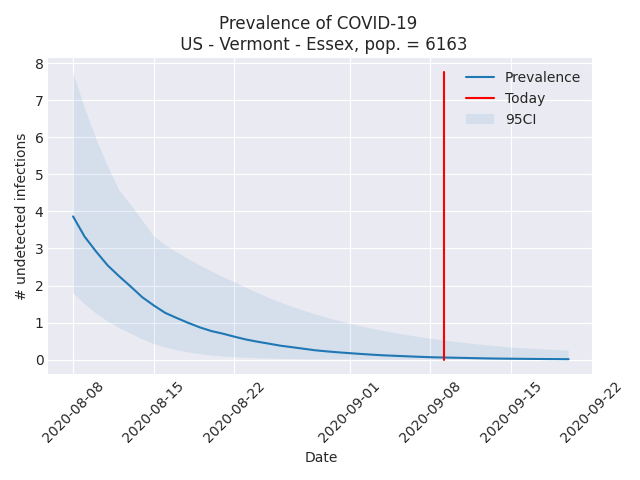 Prevalence of COVID-19
US - Vermont - Essex, pop. = 6163
8
7
6
5
4
3
2
1
0
# undetected infections
Prevalence
Today
95CI
2020-08-08
2020-08-15
2020-08-22
2020-09-01
2020-09-08
2020-09-15
2020-09-22
Date